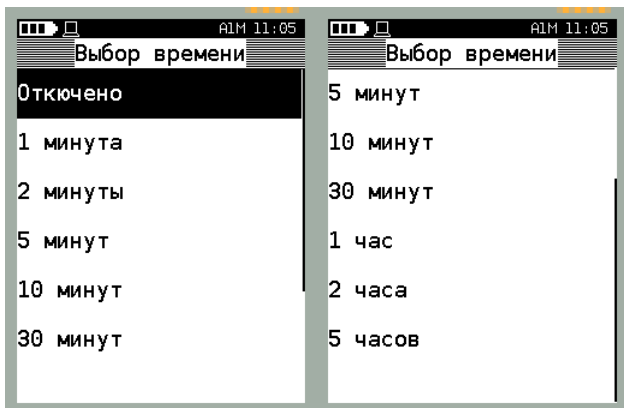 A1M 11:05
Выбор времени
Откючено
1 минута
2 минуты
5 минут
10 минут
30 минут
A1M 11:05
Выбор времени
5 минут
10 минут
30 минут
1 час
2 часа
5 часов